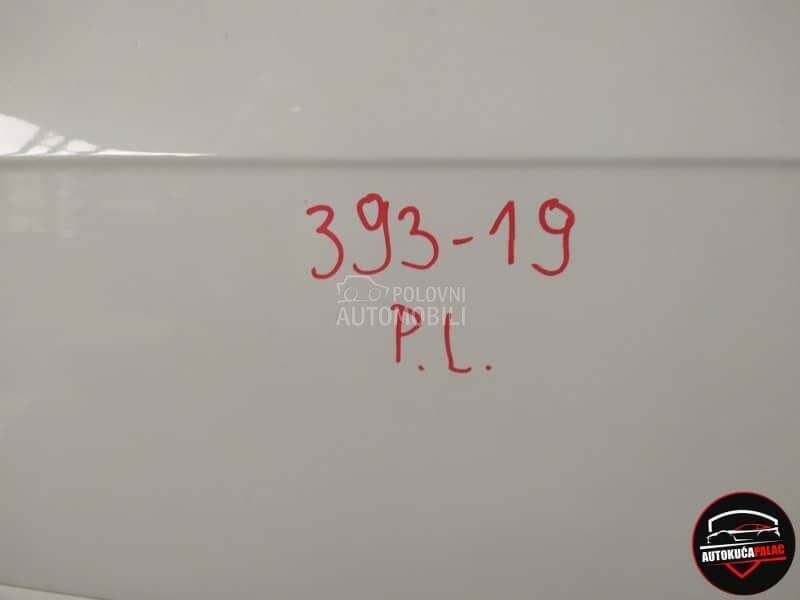 393-19
POLOVNI
AUTOMOBILI
P.L.
AUTOKUĆAPALAC